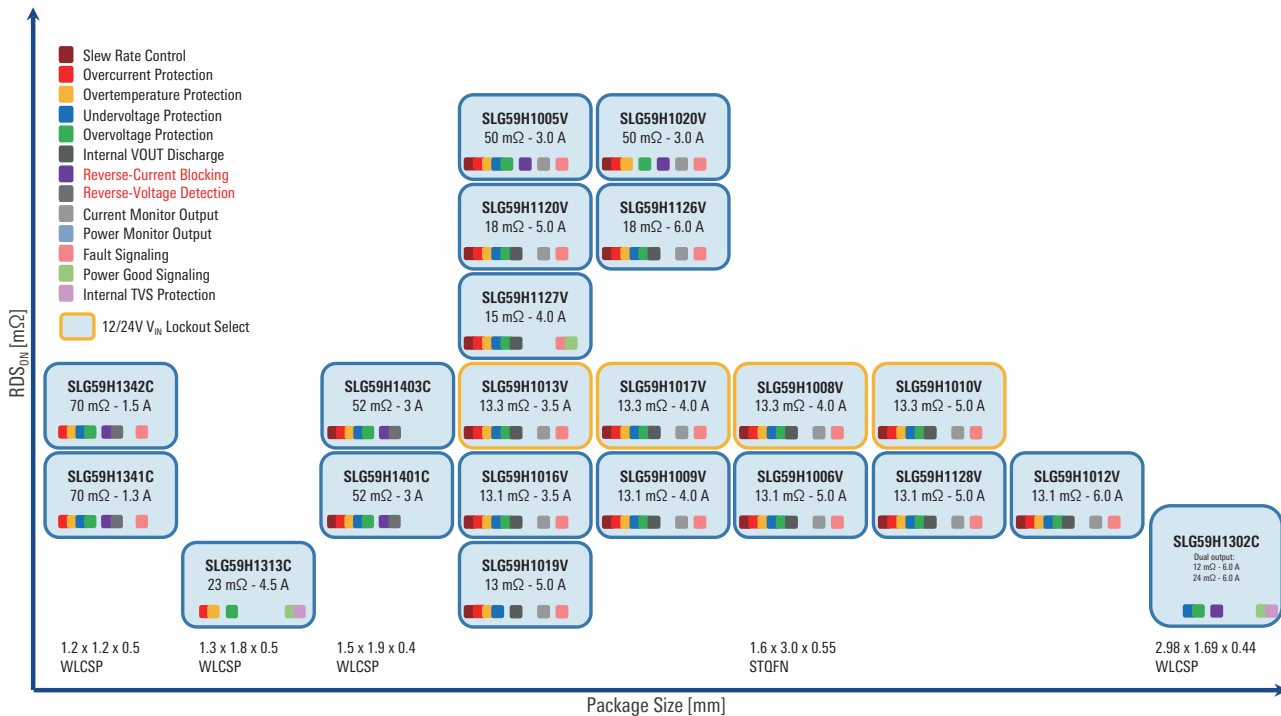 Slew Rate Control
Overcurrent Protection
Overtemperature Protection
Undervoltage Protection
Overvoltage Protection
Internal VOUT Discharge
Reverse-Current Blocking
Reverse-Voltage Detection
Current Monitor Output
Power Monitor Output
Fault Signaling
Power Good Signaling
Internal TVS Protection
12/24V VIN Lockout Select
RDSON [mΩ]
SLG59H1005V
50 mΩ - 3.0 A
SLG59H1020V
50 mΩ - 3.0 A
SLG59H1120V
18 mΩ - 5.0 A
SLG59H1126V
18 mΩ - 6.0 A
SLG59H1127V
15 mΩ - 4.0 A
SLG59H1342C
70 mΩ - 1.5 A
SLG59H1403C
52 mΩ - 3 A
SLG59H1013V
13.3 mΩ - 3.5 A
SLG59H1017V
13.3 mΩ - 4.0 A
SLG59H1008V
13.3 mΩ - 4.0 A
SLG59H1010V
13.3 mΩ - 5.0 A
SLG59H1341C
70 mΩ - 1.3 A
SLG59H1401C
52 mΩ - 3 A
SLG59H1016V
13.1 mΩ - 3.5 A
SLG59H1009V
13.1 mΩ - 4.0 A
SLG59H1006V
13.1 mΩ - 5.0 A
SLG59H1128V
13.1 mΩ - 5.0 A
SLG59H1012V
13.1 mΩ - 6.0 A
SLG59H1313C
23 mΩ - 4.5 A
SLG59H1019V
13 mΩ - 5.0 A
SLG59H1302C
Dual output:
12 mΩ - 6.0 A
24 mΩ - 6.0 A
1.2 x 1.2 x 0.5
WLCSP
1.3 x 1.8 x 0.5
WLCSP
1.5 x 1.9 x 0.4
WLCSP
1.6 x 3.0 x 0.55
STQFN
2.98 x 1.69 x 0.44
WLCSP
Package Size [mm]